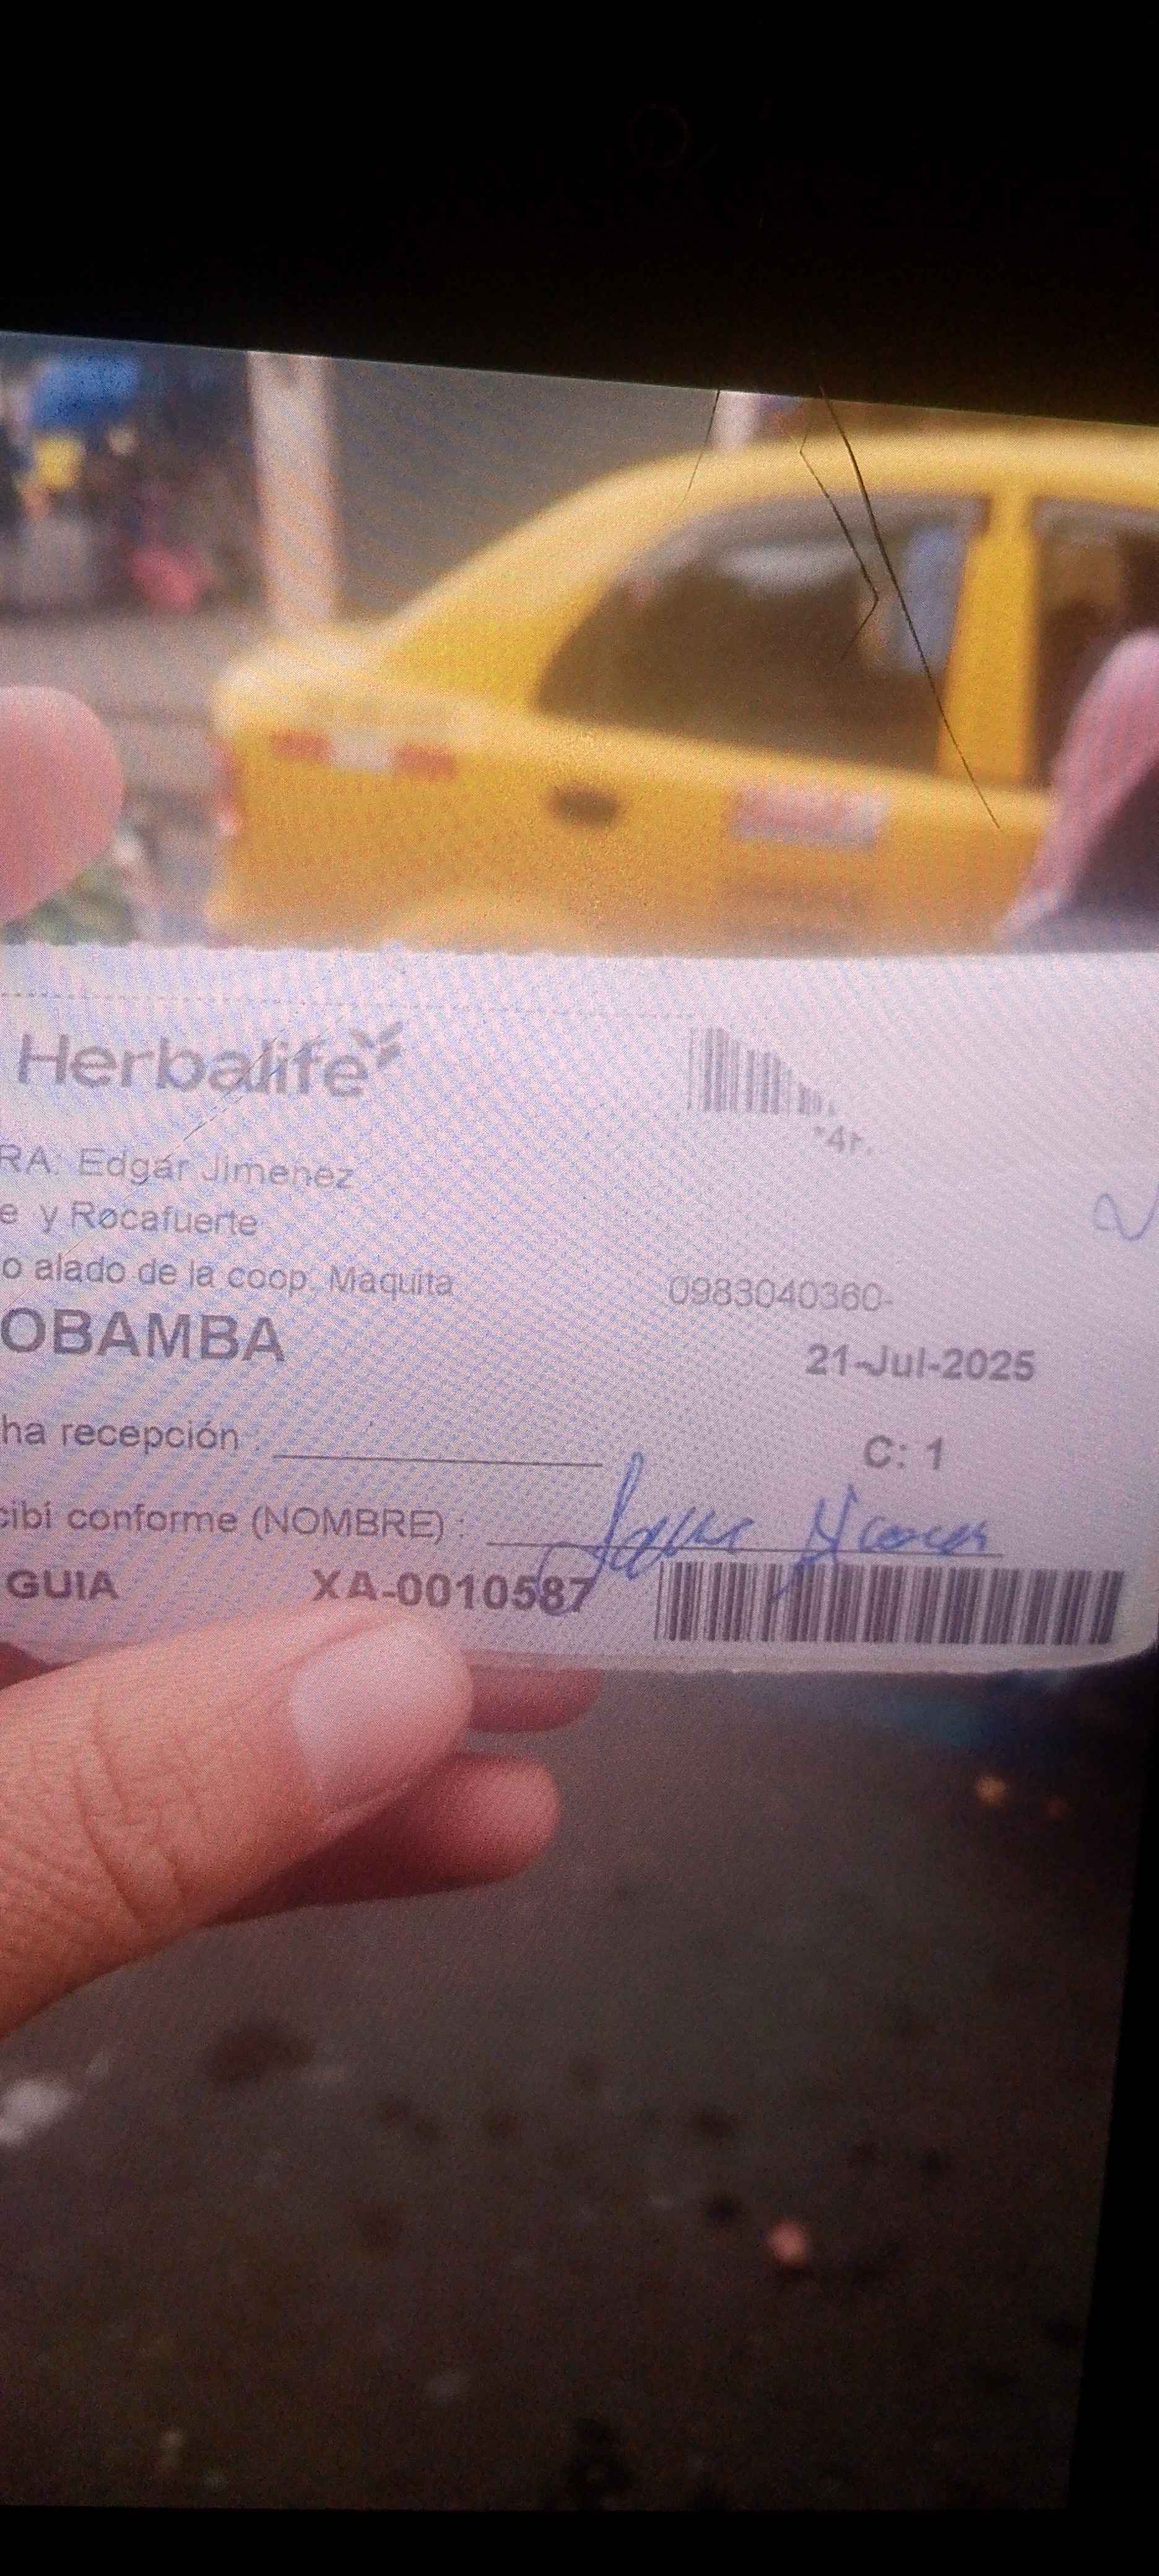 Herbalife
RA: Edgar Jimenez
e y Rocafuerte
o alado de la coop. Maquita
0983040360-
OBAMBA
21-Jul-2025
ha recepción
C: 1
cibí conforme (NOMBRE) :
GUIA XA-0010587